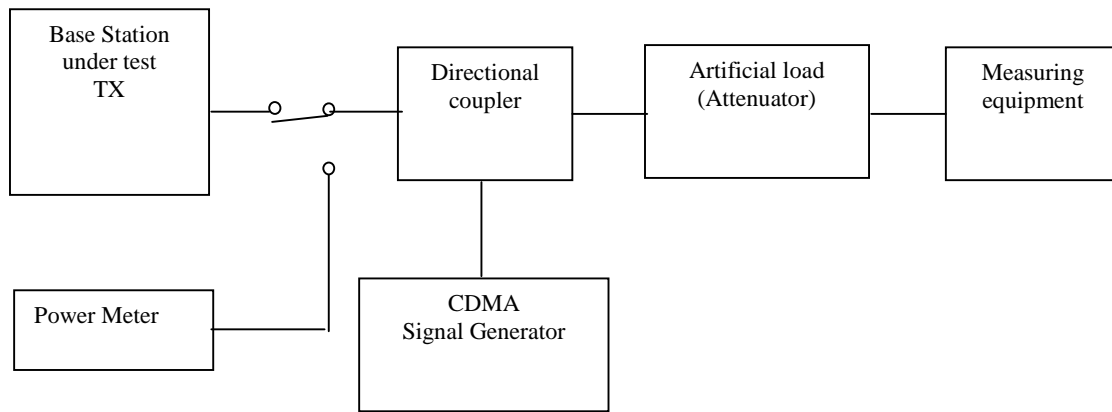 Base Station
under test
TX
Directional
coupler
Artificial load
(Attenuator)
Measuring
equipment
Power Meter
CDMA
Signal Generator